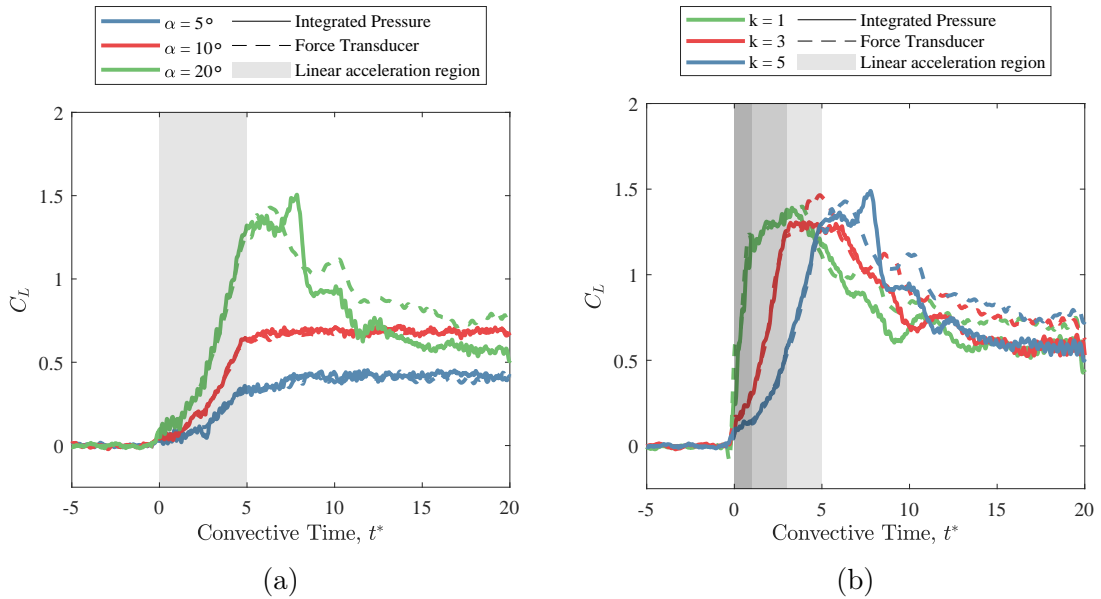 α = 5° Integrated Pressure
α = 10° Force Transducer
α = 20° Linear acceleration region
2
1.5
1
0.5
0
C_L
-5 0 5 10 15 20
Convective Time, t*
(a)
k = 1 Integrated Pressure
k = 3 Force Transducer
k = 5 Linear acceleration region
2
1.5
1
0.5
0
C_L
-5 0 5 10 15 20
Convective Time, t*
(b)